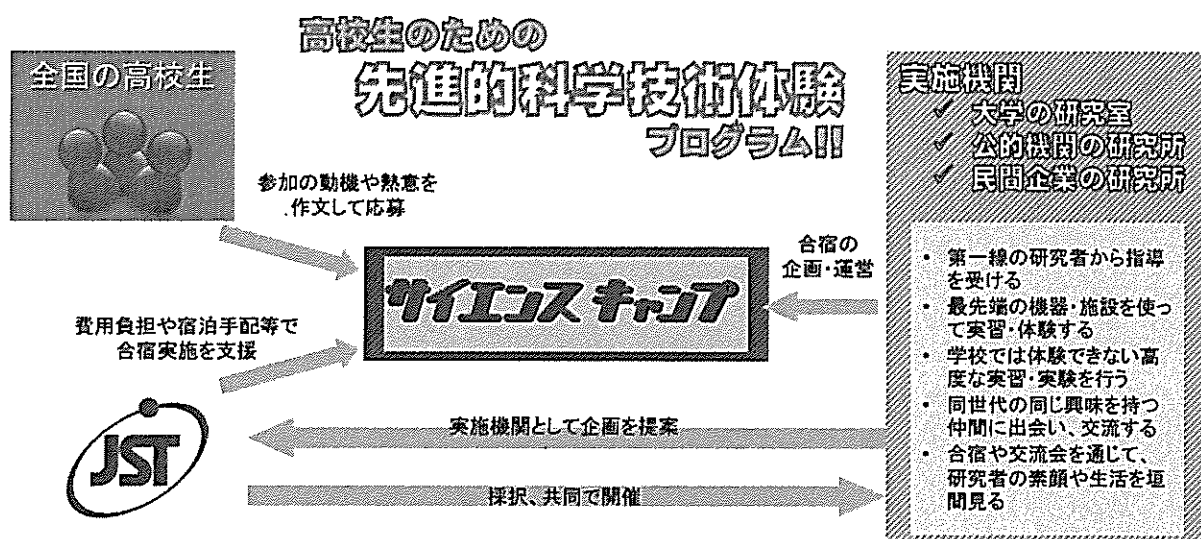 高校生のための
先進的科学技術体験
プログラム!!
全国の高校生
参加の動機や熱意を
.作文して応募
サイエンス キャンプ
合宿の
企画・運営
費用負担や宿泊手配等で
合宿実施を支援
JST
実施機関として企画を提案
採択、共同で開催
実施機関
✓ 大学の研究室
✓ 公的機関の研究所
✓ 民間企業の研究所
・ 第一線の研究者から指導
を受ける
・ 最先端の機器・施設を使っ
て実習・体験する
・ 学校では体験できない高
度な実習・実験を行う
・ 同世代の同じ興味を持つ
仲間に出会い、交流する
・ 合宿や交流会を通じて、
研究者の素顔や生活を垣
間見る